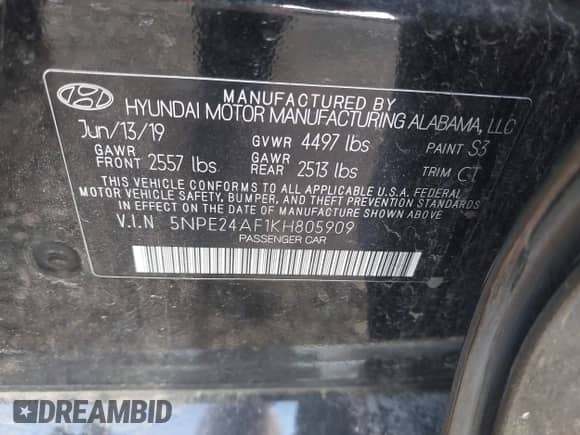 MANUFACTURED BY
HYUNDAI MOTOR MANUFACTURING ALABAMA, LLC
Jun/13/19 GVWR 4497 lbs PAINT S3
GAWR FRONT 2557 lbs GAWR REAR 2513 lbs TRIM CT
THIS VEHICLE CONFORMS TO ALL APPLICABLE U.S.A. FEDERAL
MOTOR VEHICLE SAFETY, BUMPER, AND THEFT PREVENTION STANDARDS
IN EFFECT ON THE DATE OF MANUFACTURE SHOWN ABOVE.
V.I.N 5NPE24AF1KH805909
PASSENGER CAR
DREAMBID